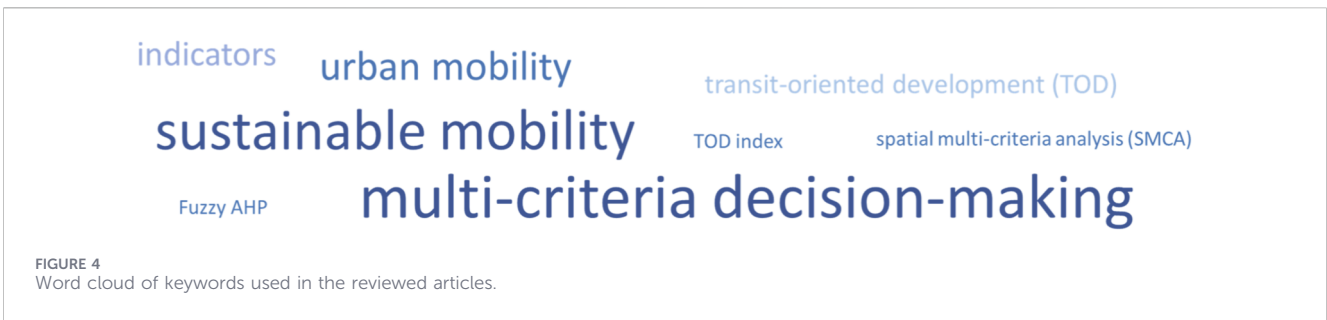 indicators
urban mobility
transit-oriented development (TOD)
sustainable mobility
TOD index
spatial multi-criteria analysis (SMCA)
Fuzzy AHP
multi-criteria decision-making
FIGURE 4
Word cloud of keywords used in the reviewed articles.